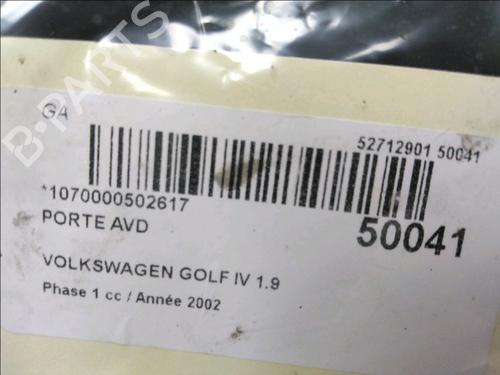 B-PARTS
GA
52712901 50041
*1070000502617
50041
PORTE AVD
VOLKSWAGEN GOLF IV 1.9
Phase 1 cc / Année 2002